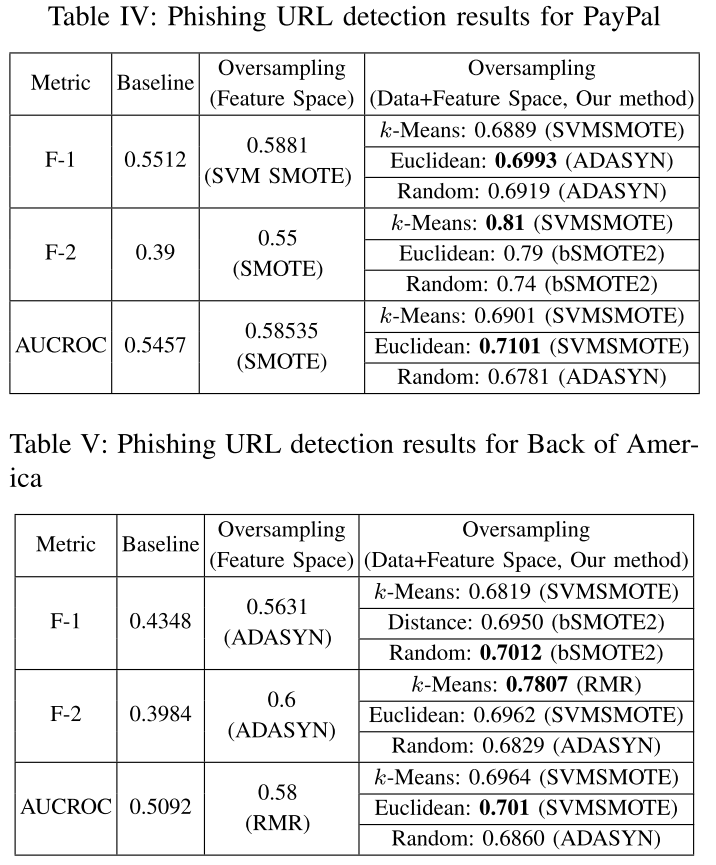 Table IV: Phishing URL detection results for PayPal
Metric Baseline Oversampling (Feature Space) Oversampling (Data+Feature Space, Our method)
F-1 0.5512 0.5881 (SVM SMOTE) k-Means: 0.6889 (SVMSMOTE)
Euclidean: 0.6993 (ADASYN)
Random: 0.6919 (ADASYN)
F-2 0.39 0.55 (SMOTE) k-Means: 0.81 (SVMSMOTE)
Euclidean: 0.79 (bSMOTE2)
Random: 0.74 (bSMOTE2)
AUCROC 0.5457 0.58535 (SMOTE) k-Means: 0.6901 (SVMSMOTE)
Euclidean: 0.7101 (SVMSMOTE)
Random: 0.6781 (ADASYN)
Table V: Phishing URL detection results for Back of Amer-
ica
Metric Baseline Oversampling (Feature Space) Oversampling (Data+Feature Space, Our method)
F-1 0.4348 0.5631 (ADASYN) k-Means: 0.6819 (SVMSMOTE)
Distance: 0.6950 (bSMOTE2)
Random: 0.7012 (bSMOTE2)
F-2 0.3984 0.6 (ADASYN) k-Means: 0.7807 (RMR)
Euclidean: 0.6962 (SVMSMOTE)
Random: 0.6829 (ADASYN)
AUCROC 0.5092 0.58 (RMR) k-Means: 0.6964 (SVMSMOTE)
Euclidean: 0.701 (SVMSMOTE)
Random: 0.6860 (ADASYN)